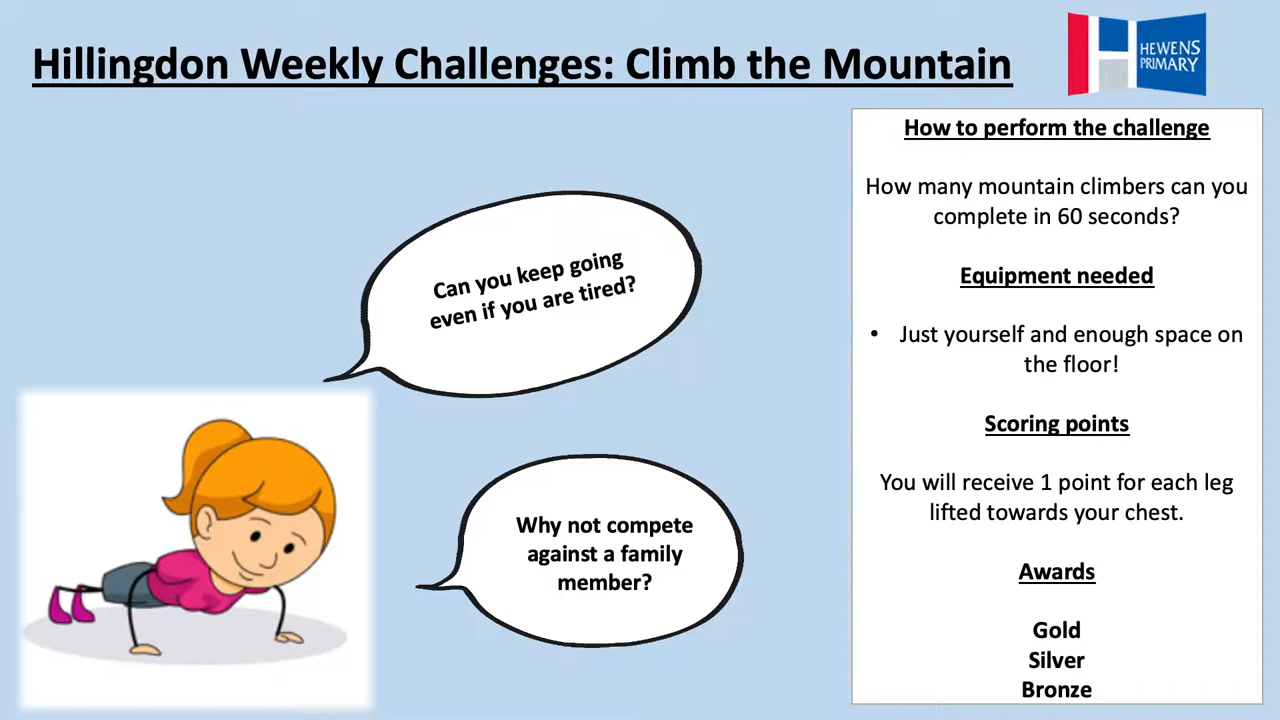 Hillingdon Weekly Challenges: Climb the Mountain
HEWENS
PRIMARY
How to perform the challenge
How many mountain climbers can you
complete in 60 seconds?
Equipment needed
• Just yourself and enough space on
the floor!
Scoring points
You will receive 1 point for each leg
lifted towards your chest.
Awards
Gold
Silver
Bronze
Can you keep going
even if you are tired?
Why not compete
against a family
member?